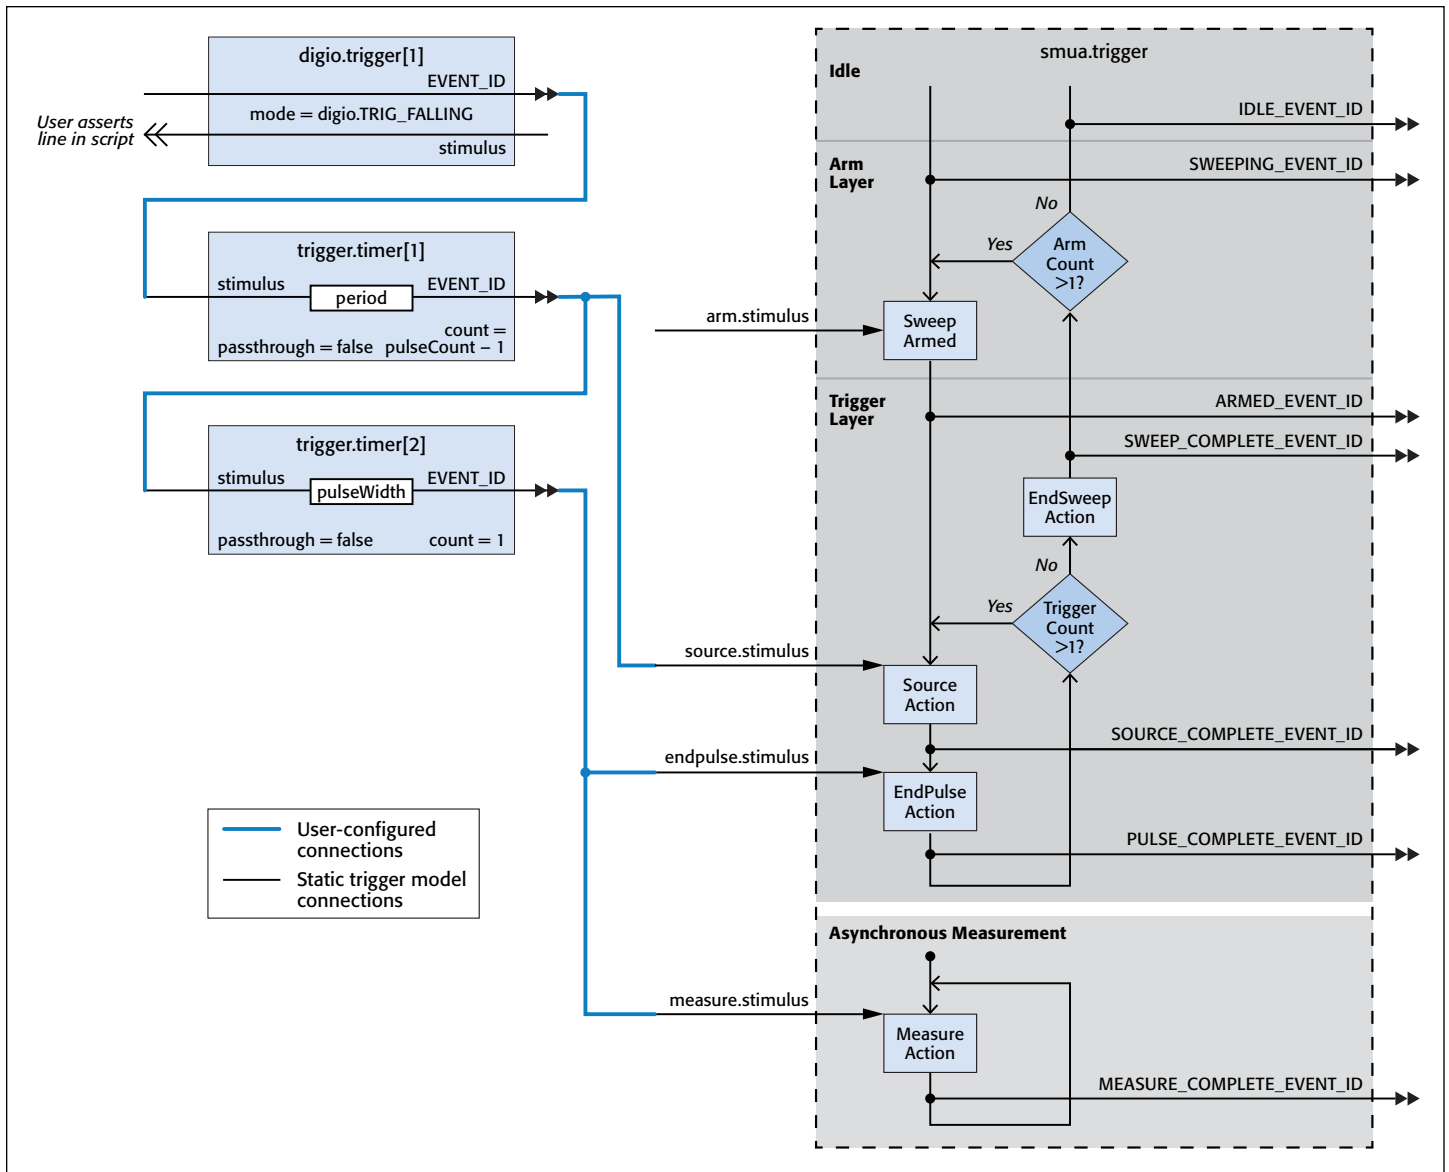 digio.trigger[1]
EVENT_ID
mode = digio.TRIG_FALLING
stimulus
User asserts
line in script
trigger.timer[1]
stimulus
period
EVENT_ID
count =
passthrough = false
pulseCount – 1
trigger.timer[2]
stimulus
pulseWidth
EVENT_ID
passthrough = false
count = 1
User-configured
connections
Static trigger model
connections
arm.stimulus
source.stimulus
endpulse.stimulus
measure.stimulus
smua.trigger
Idle
IDLE_EVENT_ID
Arm
Layer
SWEEPING_EVENT_ID
No
Yes
Arm
Count
>1?
Sweep
Armed
Trigger
Layer
ARMED_EVENT_ID
SWEEP_COMPLETE_EVENT_ID
EndSweep
Action
No
Yes
Trigger
Count
>1?
Source
Action
SOURCE_COMPLETE_EVENT_ID
EndPulse
Action
PULSE_COMPLETE_EVENT_ID
Asynchronous Measurement
Measure
Action
MEASURE_COMPLETE_EVENT_ID